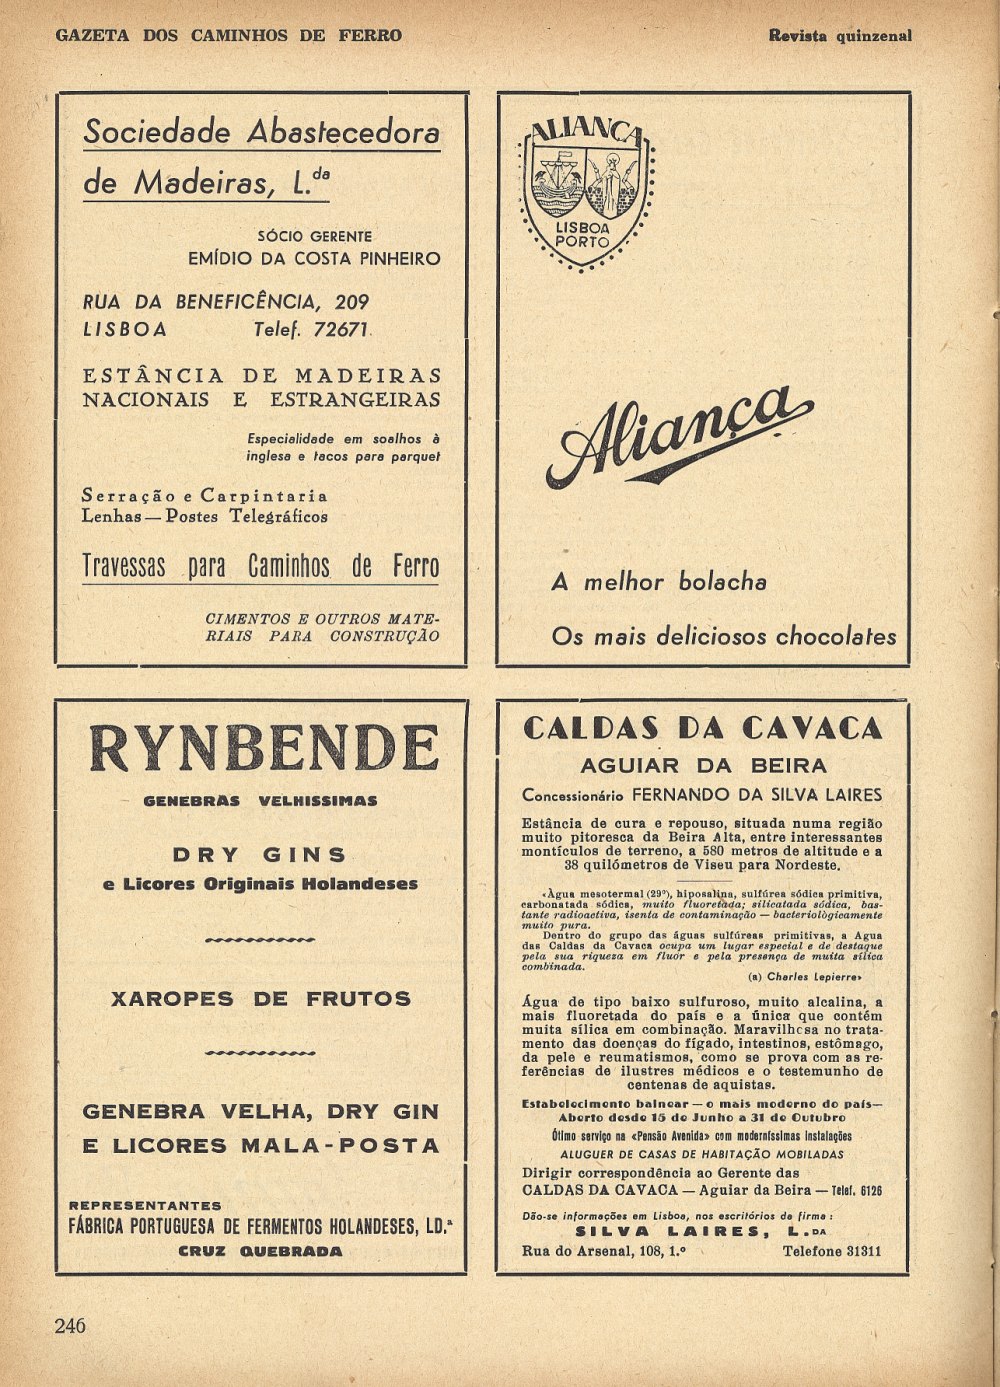 GAZETA DOS CAMINHOS DE FERRO
Revista quinzenal
Sociedade Abastecedora
de Madeiras, L.da
SÓCIO GERENTE
EMÍDIO DA COSTA PINHEIRO
RUA DA BENEFICÊNCIA, 209
LISBOA Telef. 72671
ESTÂNCIA DE MADEIRAS
NACIONAIS E ESTRANGEIRAS
Especialidade em soalhos à
inglesa e tacos para parquet
Serração e Carpintaria
Lenhas — Postes Telegráficos
Travessas para Caminhos de Ferro
CIMENTOS E OUTROS MATE-
RIAIS PARA CONSTRUÇÃO
ALIANÇA
LISBOA
PORTO
Aliança
A melhor bolacha
Os mais deliciosos chocolates
RYNBENDE
GENEBRAS VELHISSIMAS
DRY GINS
e Licores Originais Holandeses
XAROPES DE FRUTOS
GENEBRA VELHA, DRY GIN
E LICORES MALA-POSTA
REPRESENTANTES
FÁBRICA PORTUGUESA DE FERMENTOS HOLANDESES, LD.ª
CRUZ QUEBRADA
CALDAS DA CAVACA
AGUIAR DA BEIRA
Concessionário FERNANDO DA SILVA LAIRES
Estância de cura e repouso, situada numa região
muito pitoresca da Beira Alta, entre interessantes
montículos de terreno, a 580 metros de altitude e a
38 quilómetros de Viseu para Nordeste.
«Àgua mesotermal (29º), hiposalina, sulfúrea sódica primitiva,
carbonatada sódica, muito fluoretada; silicatada sódica, bas-
tante radioactiva, isenta de contaminação — bacteriològicamente
muito pura.
Dentro do grupo das águas sulfúreas primitivas, a Agua
das Caldas da Cavaca ocupa um lugar especial e de destaque
pela sua riqueza em fluor e pela presença de muita sílica
combinada.
(a) Charles Lepierre»
Água de tipo baixo sulfuroso, muito alcalina, a
mais fluoretada do país e a única que contém
muita sílica em combinação. Maravilhosa no trata-
mento das doenças do fígado, intestinos, estômago,
da pele e reumatismos, como se prova com as re-
ferências de ilustres médicos e o testemunho de
centenas de aquistas.
Estabelecimento balnear — o mais moderno do país—
Aberto desde 15 de Junho a 31 de Outubro
Ótimo serviço na «Pensão Avenida» com moderníssimas instalações
ALUGUER DE CASAS DE HABITAÇÃO MOBILADAS
Dirigir correspondência ao Gerente das
CALDAS DA CAVACA — Aguiar da Beira — Telef. 6126
Dão-se informações em Lisboa, nos escritórios da firma:
SILVA LAIRES, L.DA
Rua do Arsenal, 108, 1.º Telefone 31311
246